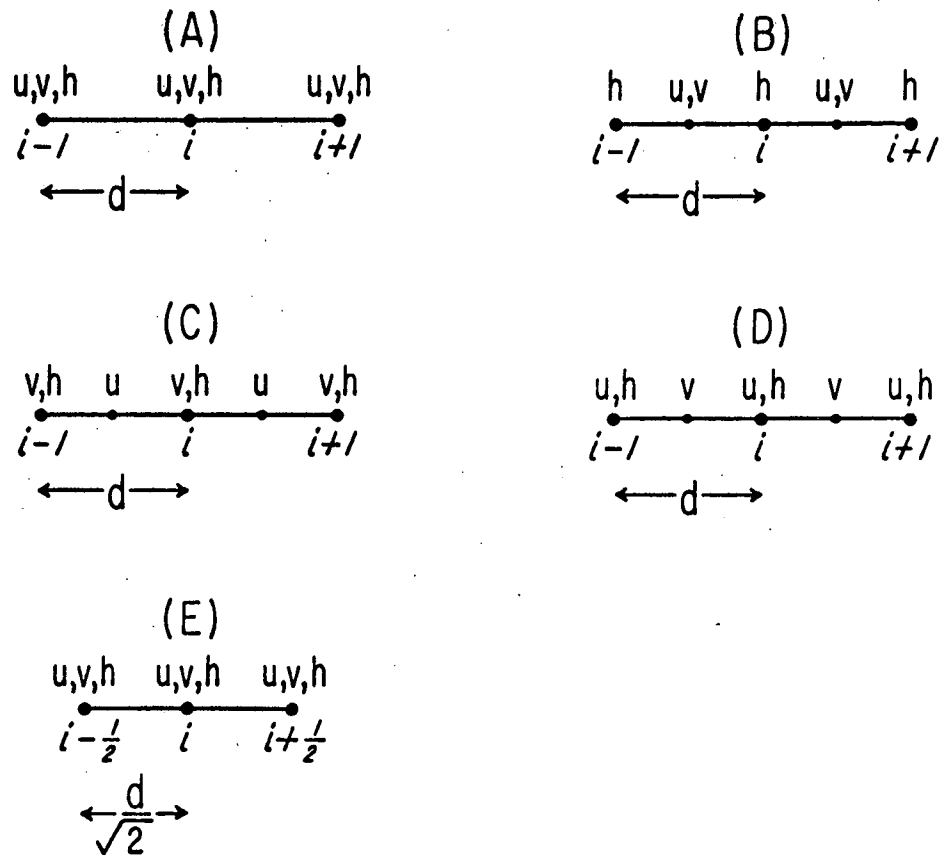 (A)
u,v,h u,v,h u,v,h
i-1 i i+1
d
(B)
h u,v h u,v h
i-1 i i+1
d
(C)
v,h u v,h u v,h
i-1 i i+1
d
(D)
u,h v u,h v u,h
i-1 i i+1
d
(E)
u,v,h u,v,h u,v,h
i-1/2 i i+1/2
d/√2